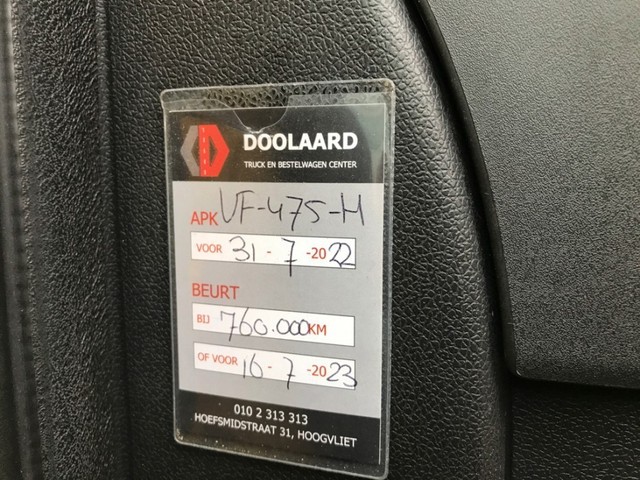 DOOLAARD
TRUCK EN BESTELWAGEN CENTER
APK VF-475-H
VOOR 31-7-2022
BEURT
BIJ 760.000 KM
OF VOOR 16-7-2023
010 2 313 313
HOEFSMIDSTRAAT 31, HOOGVLIET